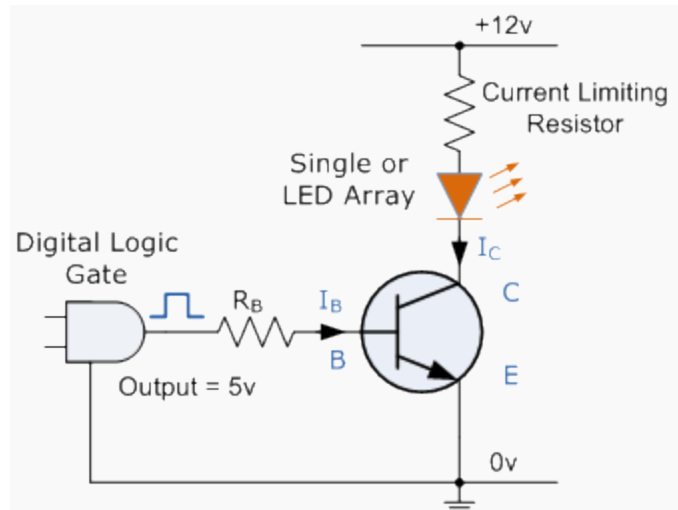 +12v
Current Limiting
Resistor
Single or
LED Array
Digital Logic
Gate
I_C
C
R_B
I_B
B
E
Output = 5v
0v